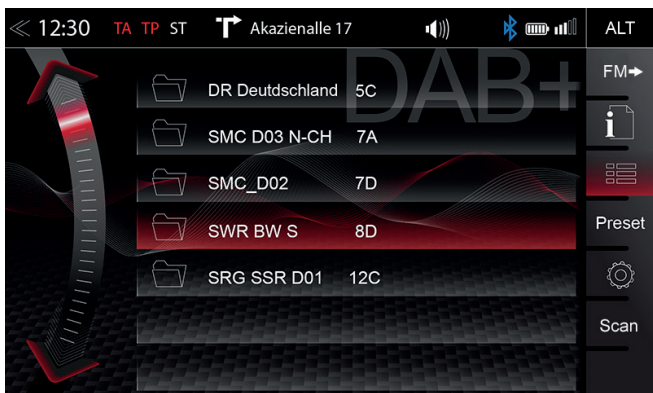 12:30 TA TP ST Akazienalle 17 ALT
DAB+
FM
DR Deutdschland 5C
SMC D03 N-CH 7A
i
SMC_D02 7D
SWR BW S 8D
Preset
SRG SSR D01 12C
Scan